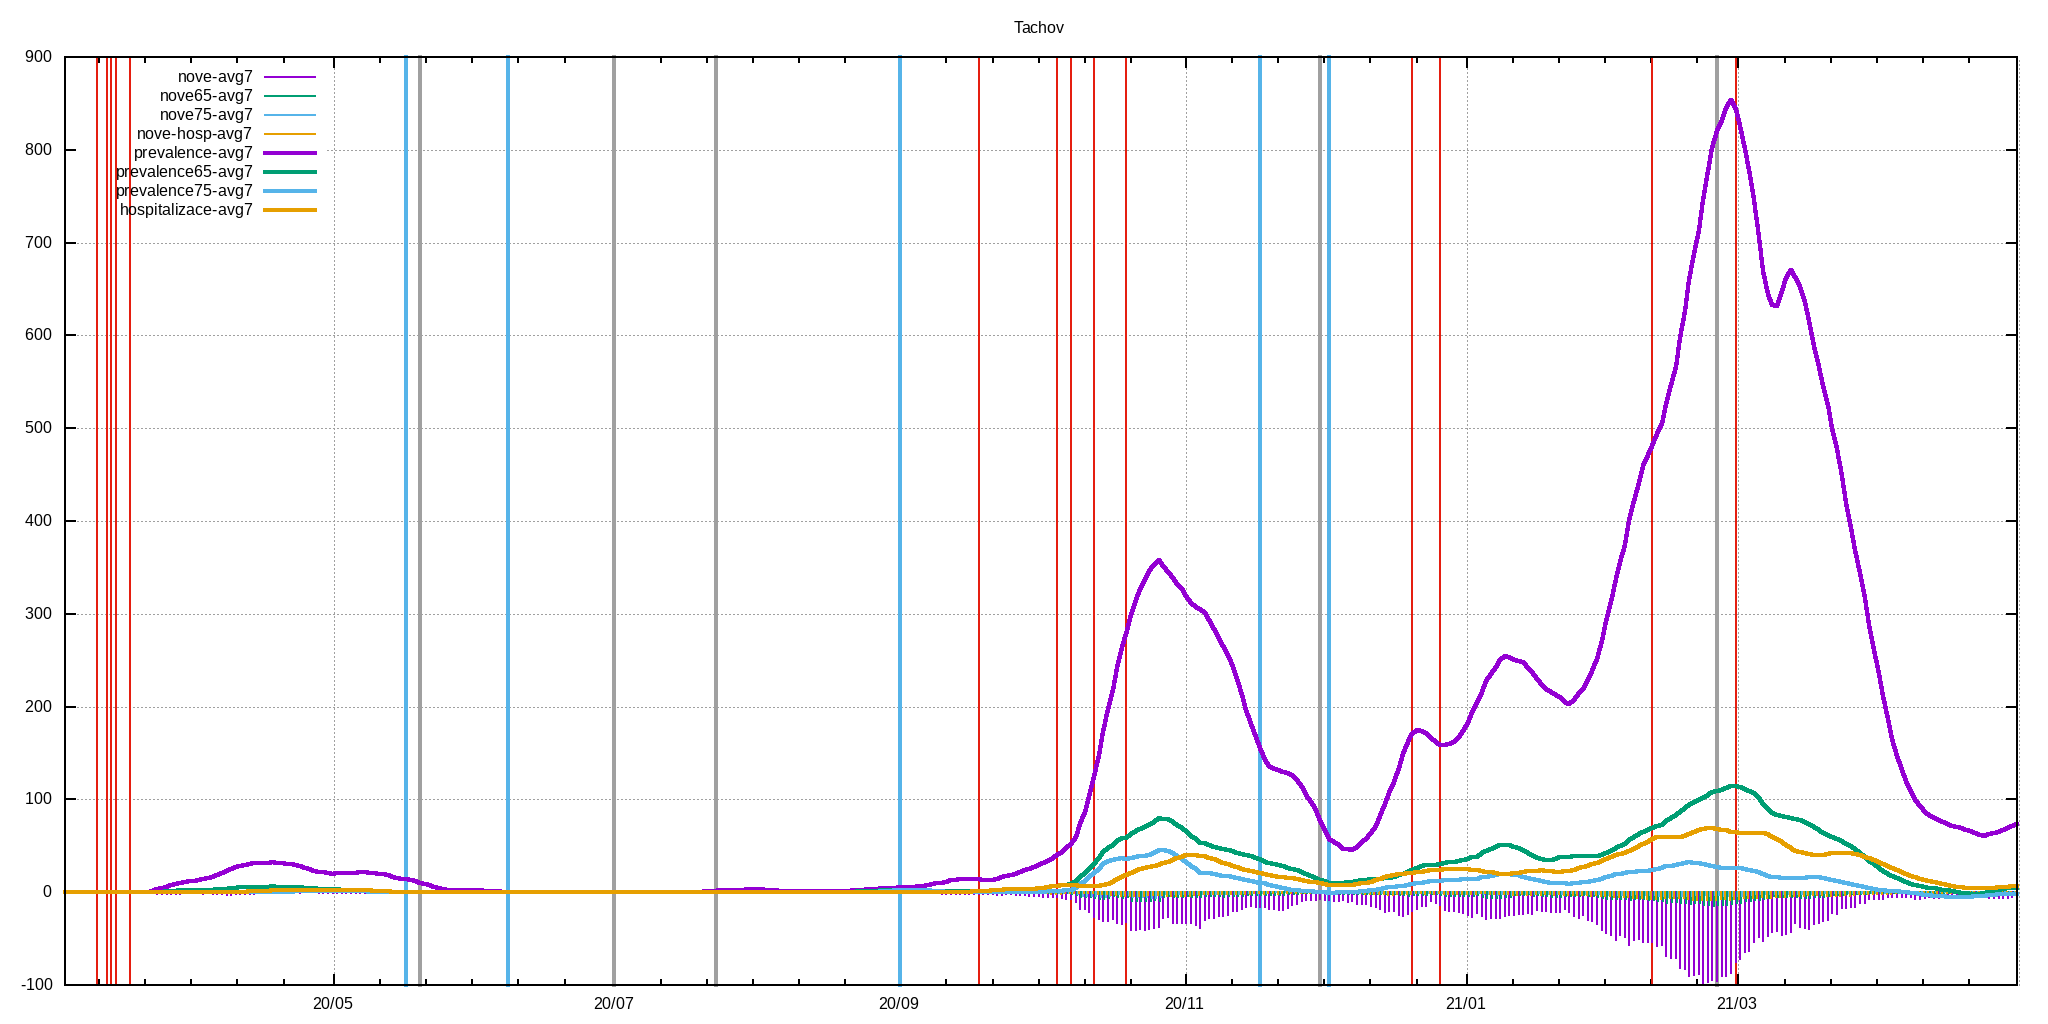 Tachov
900
800
700
600
500
400
300
200
100
0
-100
nove-avg7
nove65-avg7
nove75-avg7
nove-hosp-avg7
prevalence-avg7
prevalence65-avg7
prevalence75-avg7
hospitalizace-avg7
20/05 20/07 20/09 20/11 21/01 21/03